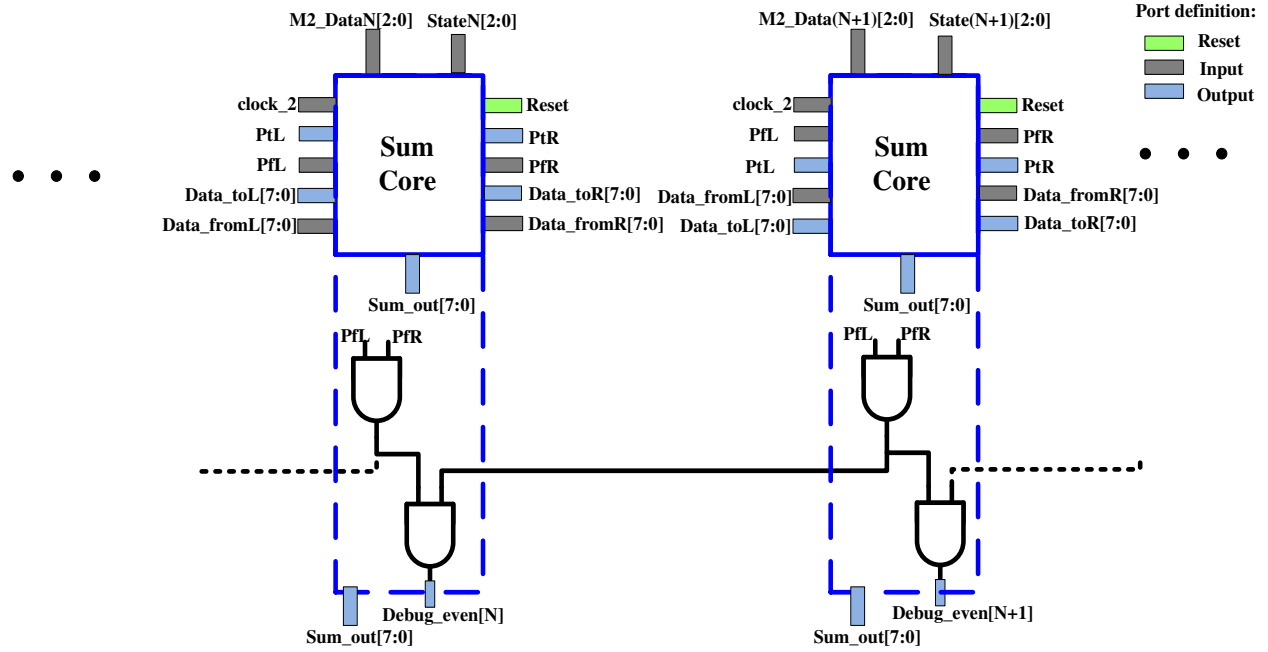 M2_DataN[2:0]
StateN[2:0]
M2_Data(N+1)[2:0]
State(N+1)[2:0]
Port definition:
Reset
Input
Output
clock_2
PtL
PfL
Data_toL[7:0]
Data_fromL[7:0]
Sum
Core
Reset
PtR
PfR
Data_toR[7:0]
Data_fromR[7:0]
Sum_out[7:0]
clock_2
PfL
PtL
Data_fromL[7:0]
Data_toL[7:0]
Sum
Core
Reset
PfR
PtR
Data_fromR[7:0]
Data_toR[7:0]
Sum_out[7:0]
PfL
PfR
PfL
PfR
Debug_even[N]
Sum_out[7:0]
Debug_even[N+1]
Sum_out[7:0]